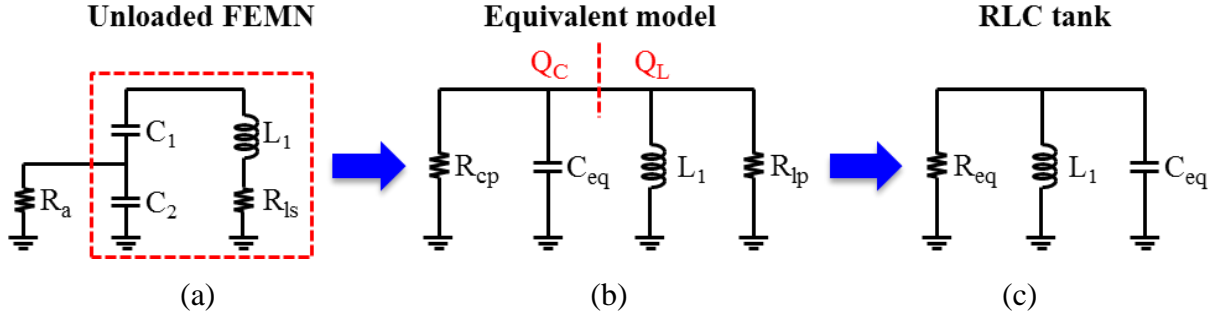 Unloaded FEMN
Equivalent model
RLC tank
Q_C
Q_L
C_1
L_1
R_a
C_2
R_ls
R_cp
C_eq
L_1
R_lp
R_eq
L_1
C_eq
(a)
(b)
(c)